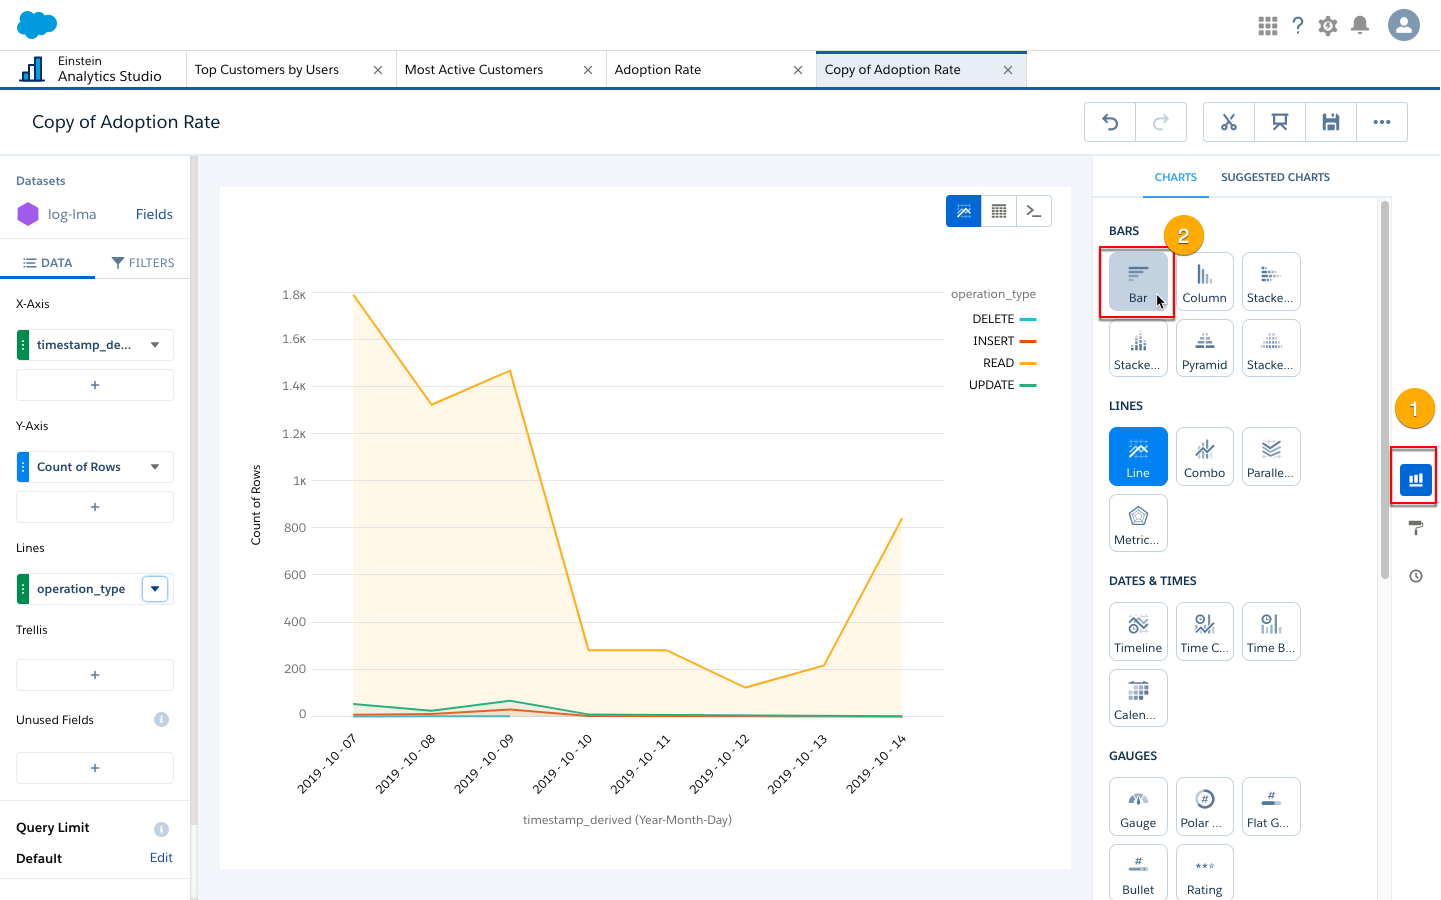 Einstein
Analytics Studio
Top Customers by Users
Most Active Customers
Adoption Rate
Copy of Adoption Rate
Copy of Adoption Rate
Datasets
log-lma
Fields
DATA
FILTERS
X-Axis
timestamp_de...
+
Y-Axis
Count of Rows
+
Lines
operation_type
Trellis
+
Unused Fields
+
Query Limit
Default
Edit
operation_type
DELETE
INSERT
READ
UPDATE
1.8K
1.6K
1.4K
1.2K
1K
800
600
400
200
0
Count of Rows
2019 - 10 - 07
2019 - 10 - 08
2019 - 10 - 09
2019 - 10 - 10
2019 - 10 - 11
2019 - 10 - 12
2019 - 10 - 13
2019 - 10 - 14
timestamp_derived (Year-Month-Day)
CHARTS
SUGGESTED CHARTS
BARS
2
Bar
Column
Stacke...
Stacke...
Pyramid
Stacke...
LINES
1
Line
Combo
Paralle...
Metric...
DATES & TIMES
Timeline
Time C...
Time B...
Calen...
GAUGES
Gauge
Polar ...
Flat G...
Bullet
Rating